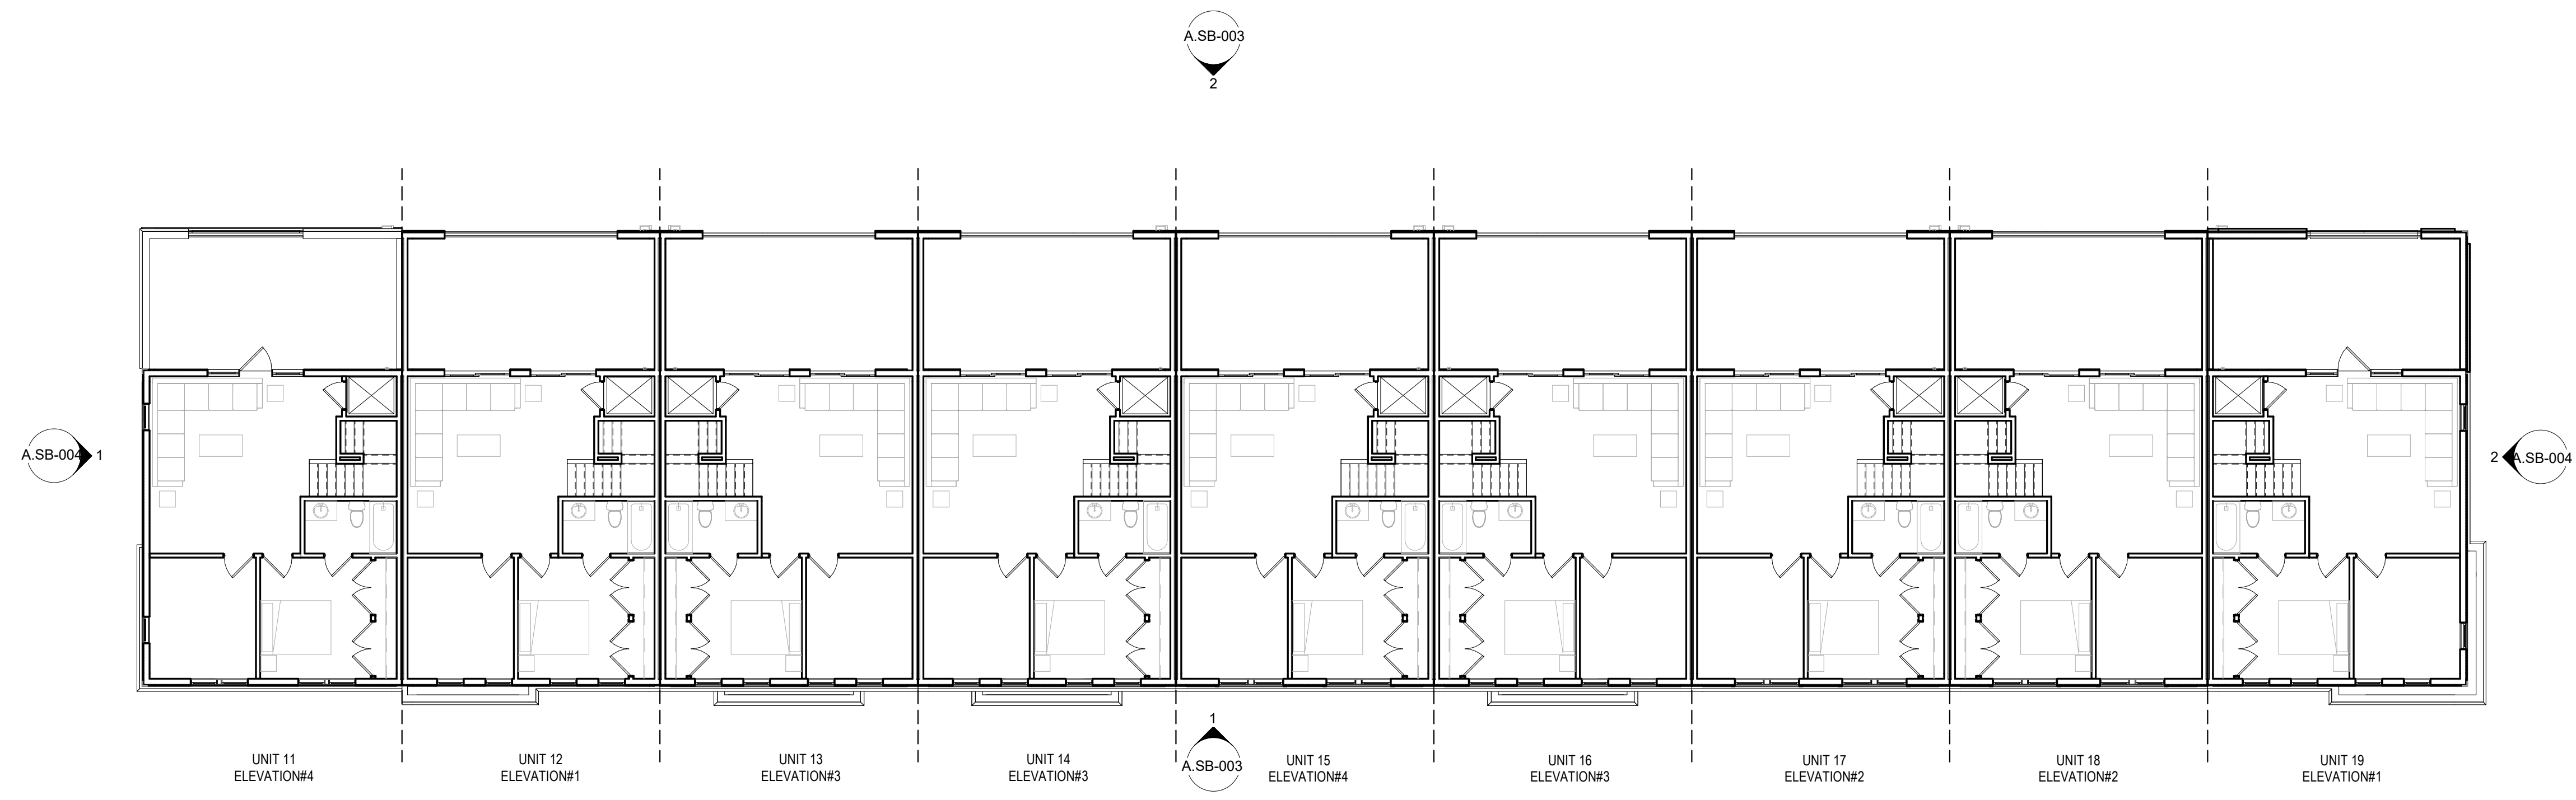 A.SB-003
2
A.SB-004
1
2
A.SB-004
1
A.SB-003
UNIT 11
ELEVATION#4
UNIT 12
ELEVATION#1
UNIT 13
ELEVATION#3
UNIT 14
ELEVATION#3
UNIT 15
ELEVATION#4
UNIT 16
ELEVATION#3
UNIT 17
ELEVATION#2
UNIT 18
ELEVATION#2
UNIT 19
ELEVATION#1